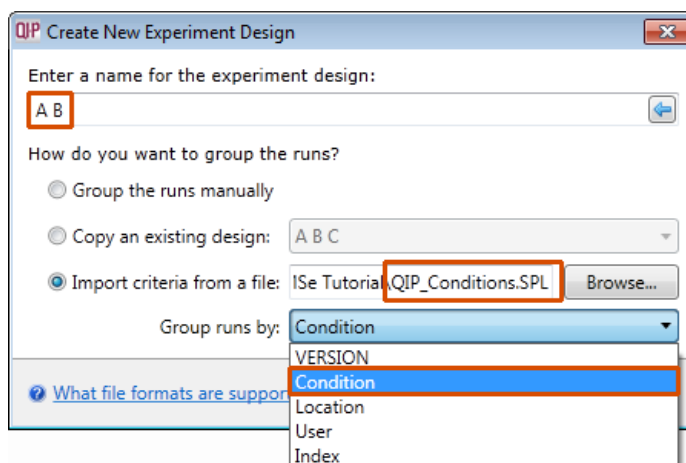 QIP Create New Experiment Design
Enter a name for the experiment design:
A B
How do you want to group the runs?
Group the runs manually
Copy an existing design: A B C
Import criteria from a file: Tutorial\QIP_Conditions.SPL Browse...
Group runs by: Condition
VERSION
Condition
What file formats are
Location
User
Index